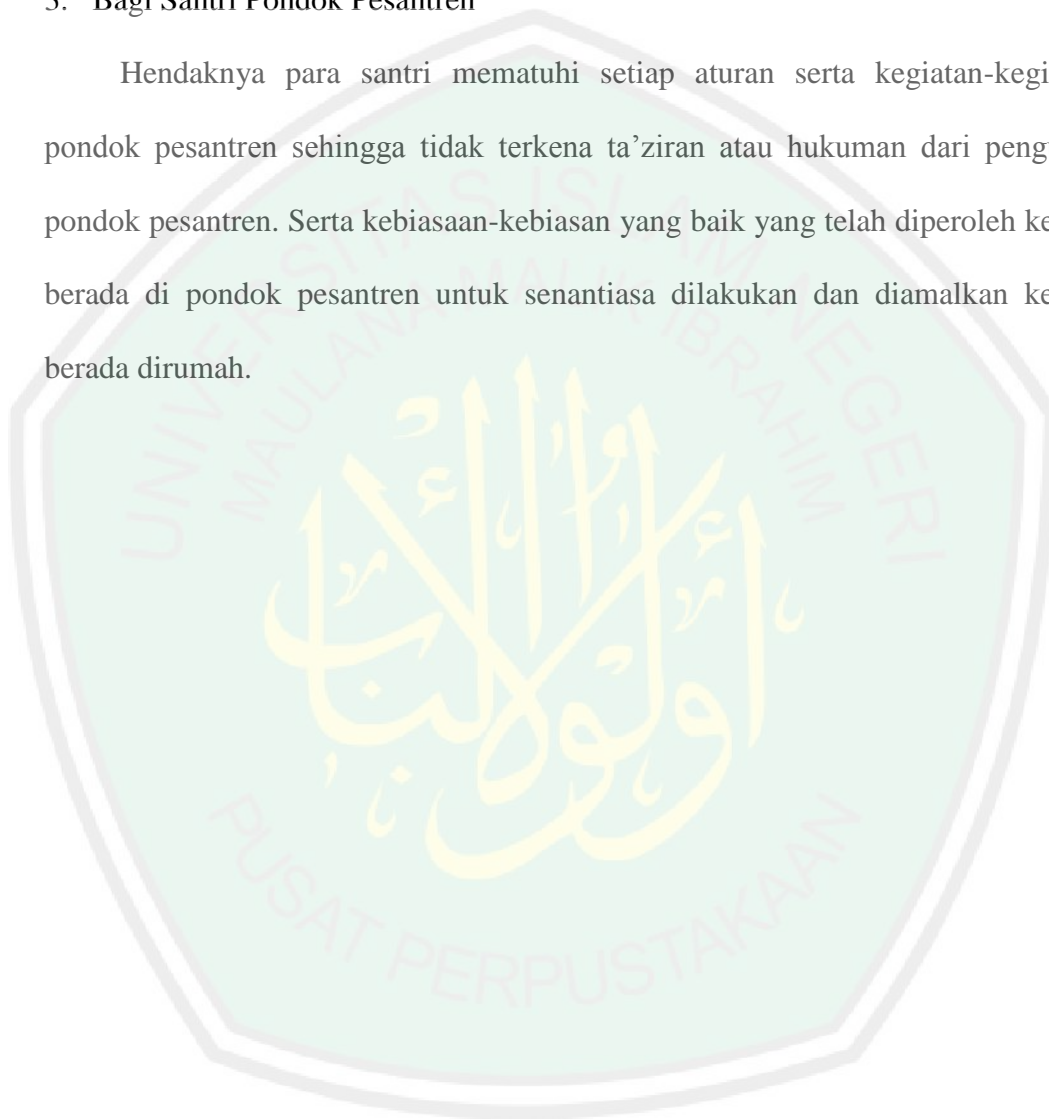 Bagi Santri Pondok Pesantren
Hendaknya para santri mematuhi setiap aturan serta kegiatan-kegi
pondok pesantren sehingga tidak terkena ta’ziran atau hukuman dari peng
pondok pesantren. Serta kebiasaan-kebiasan yang baik yang telah diperoleh ke
berada di pondok pesantren untuk senantiasa dilakukan dan diamalkan ke
berada dirumah.
UNIVERSITAS ISLAM NEGERI
MAULANA MALIK IBRAHIM
أولوا الألباب
PUSAT PERPUSTAKAAN